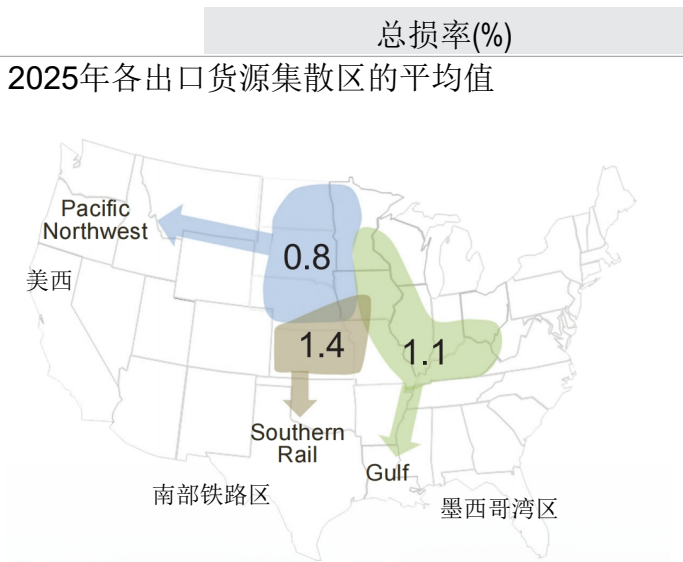 总损率(%)
2025年各出口货源集散区的平均值
Pacific
Northwest
美西
0.8
1.4
1.1
Southern
Rail
Gulf
南部铁路区
墨西哥湾区